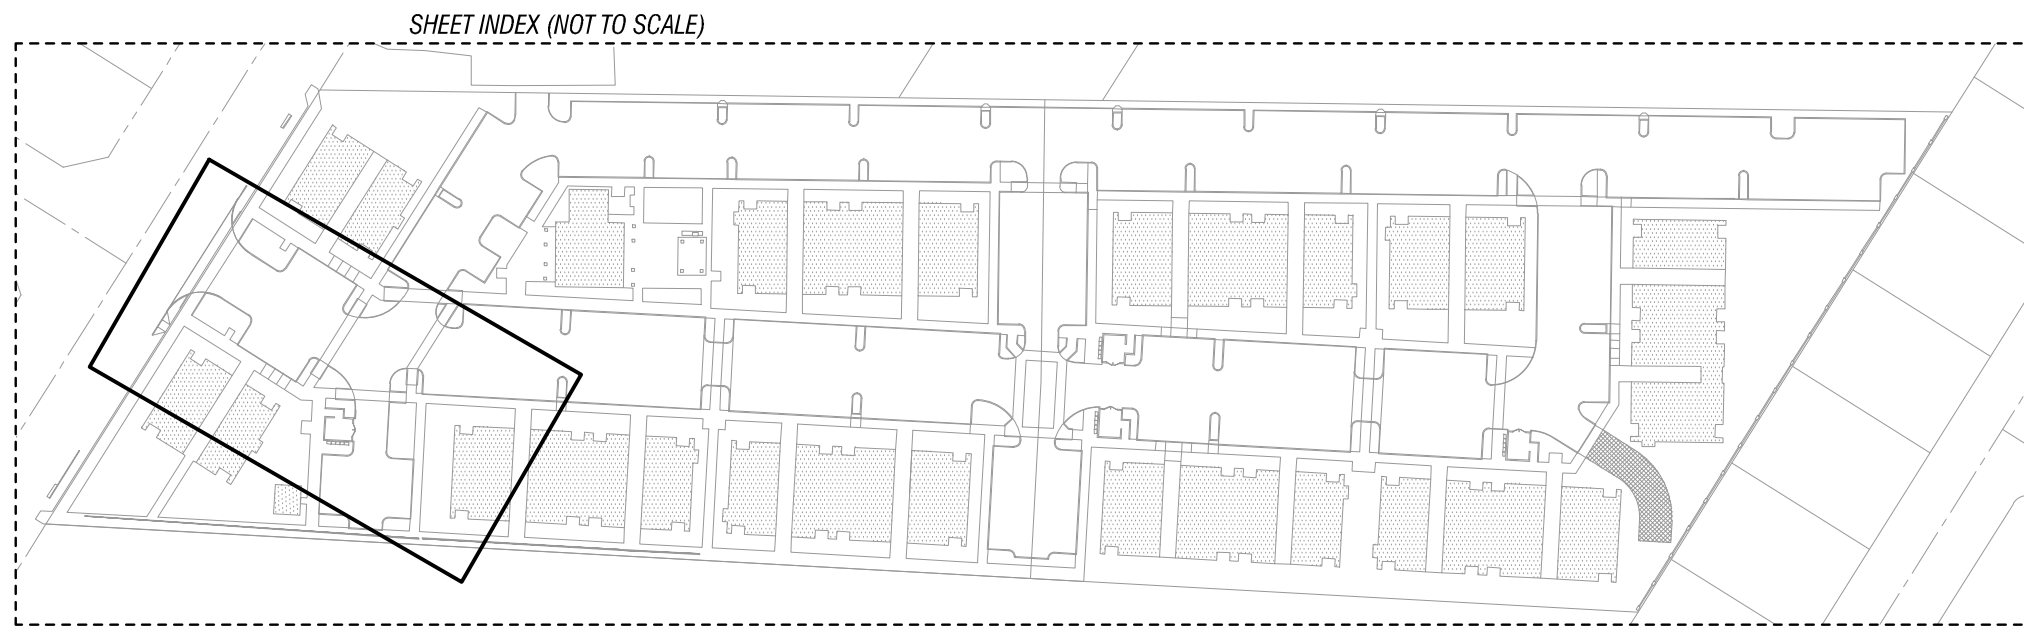 SHEET INDEX (NOT TO SCALE)